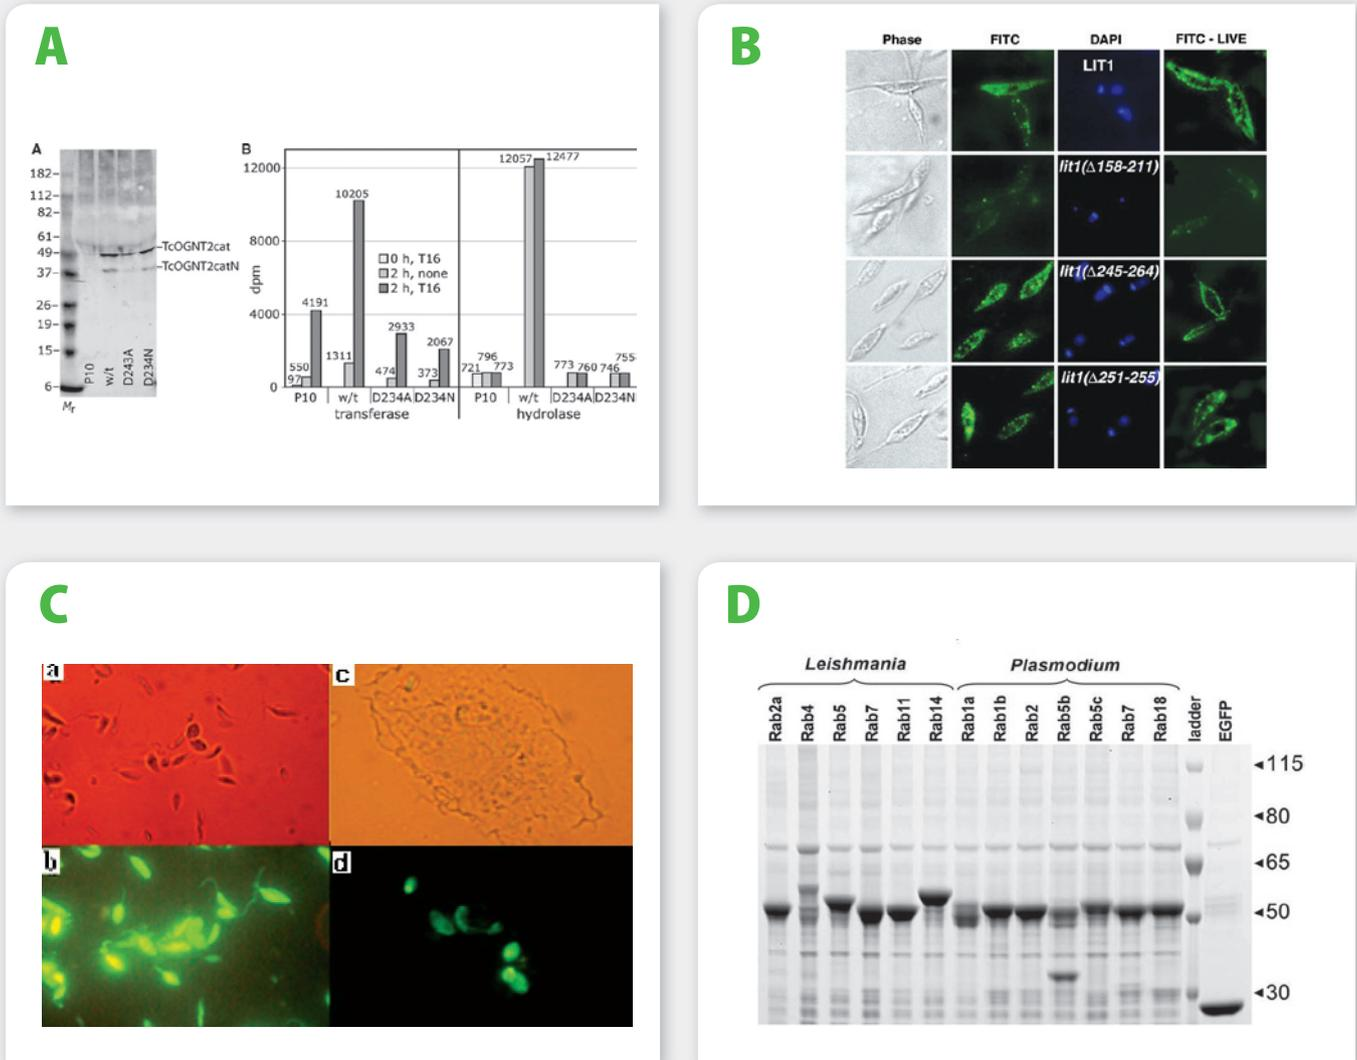 A
B
Phase FITC DAPI FITC - LIVE
LIT1
lit1(Δ158-211)
lit1(Δ245-264)
lit1(Δ251-255)
A
182
112
82
61
49
37
26
19
15
6
TcOGNT2cat
TcOGNT2catN
P10
w/t
D243A
D234N
Mr
B
12000
8000
4000
0
dpm
0 h, T16
2 h, none
2 h, T16
97 550 4191
1311 10205
474 2933
373 2067
721 796 773
12057 12477
773 760
746 755
P10 w/t D234A D234N P10 w/t D234A D234N
transferase hydrolase
C
a
c
b
d
D
Leishmania Plasmodium
Rab2a Rab4 Rab5 Rab7 Rab11 Rab14 Rab1a Rab1b Rab2 Rab5b Rab5c Rab7 Rab18 ladder EGFP
115
80
65
50
30